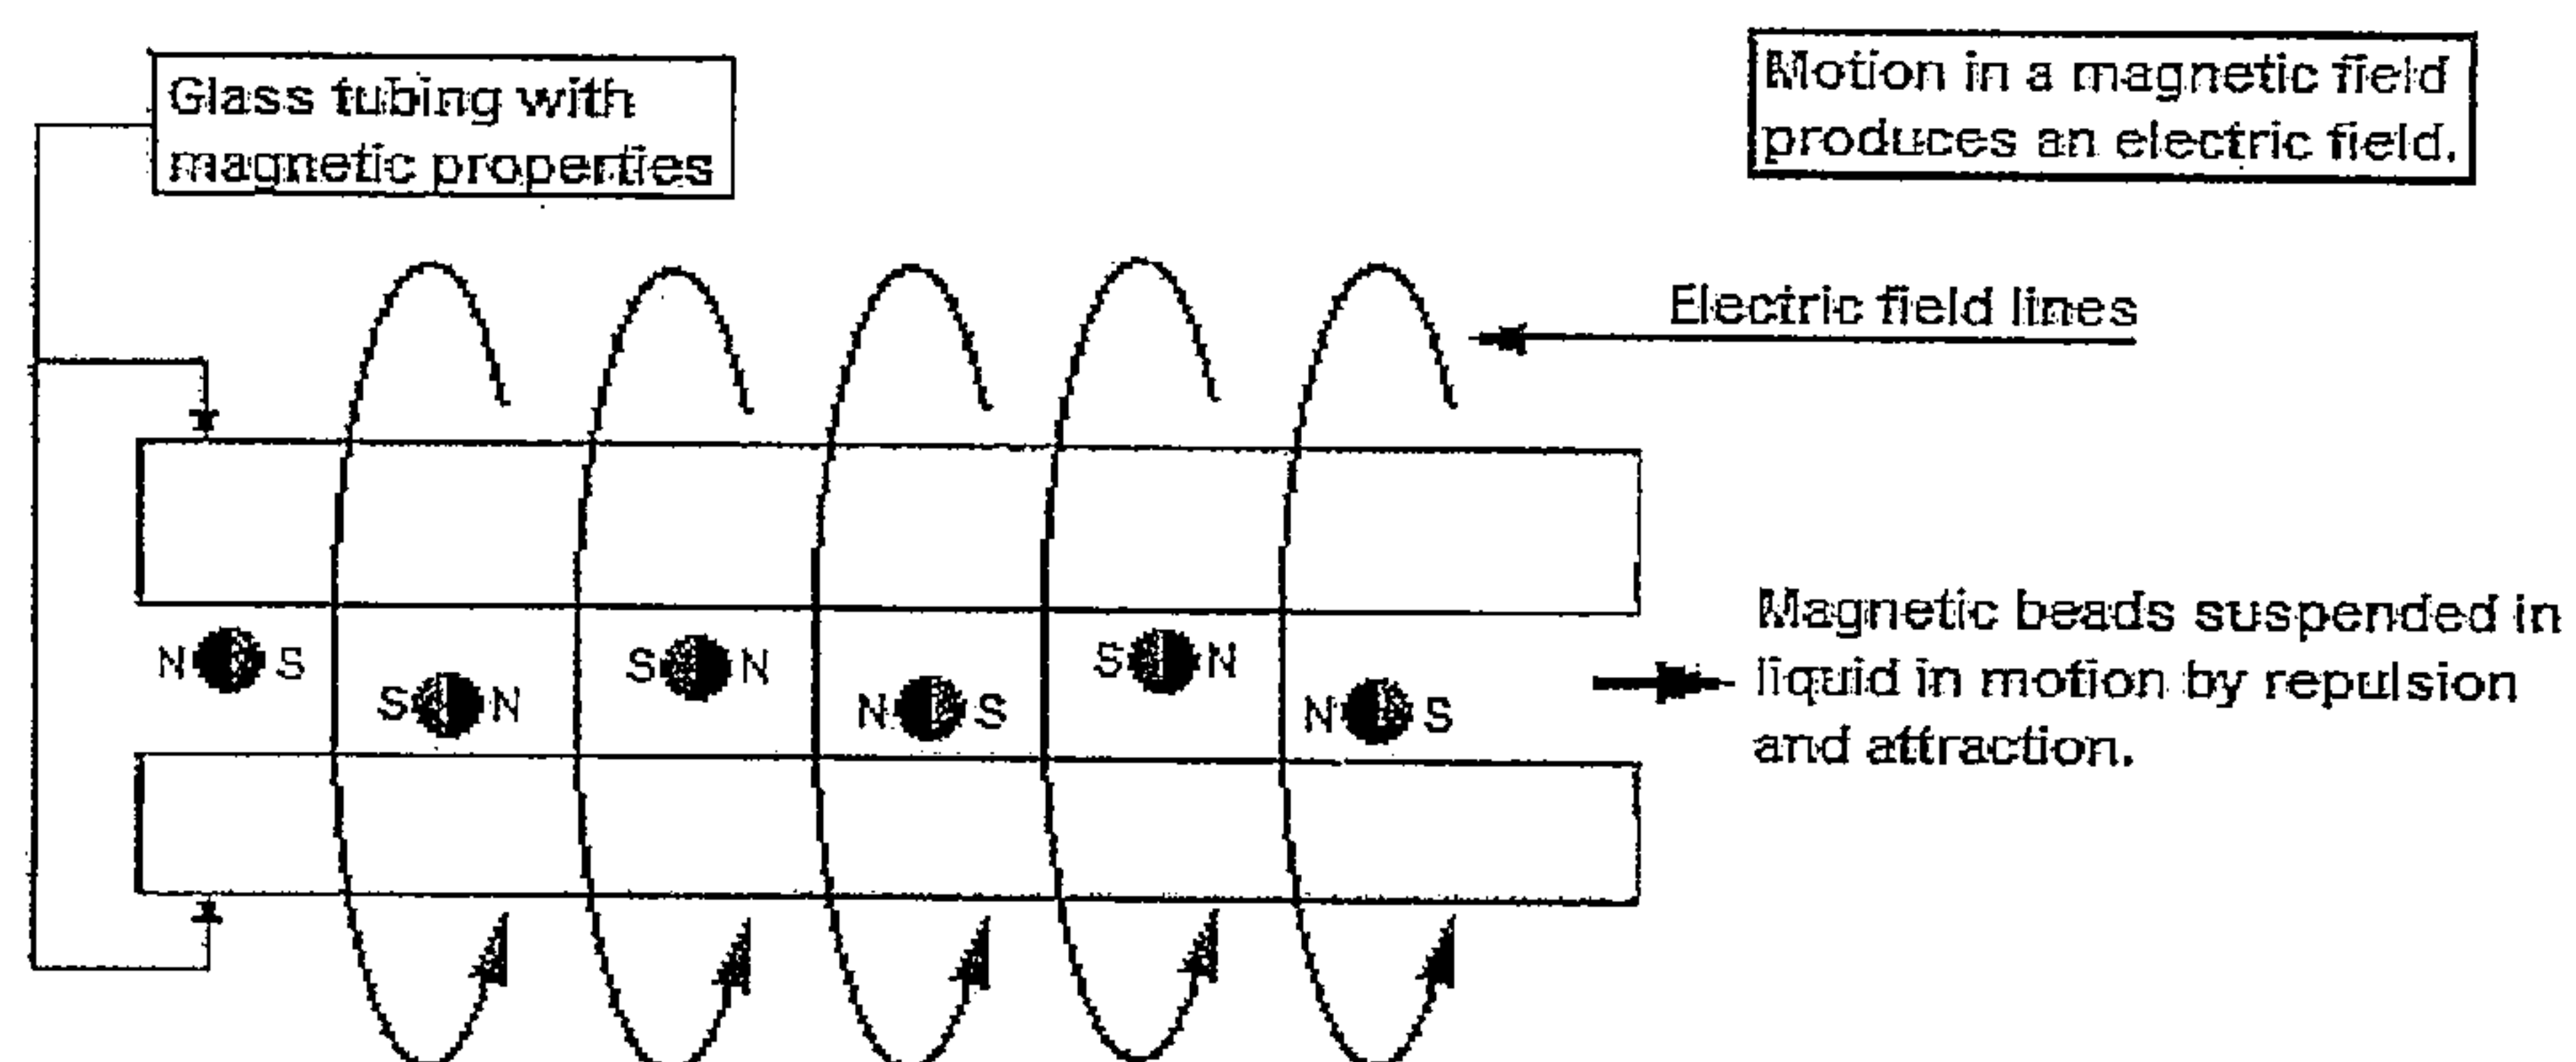 Glass tubing with
magnetic properties
Motion in a magnetic field
produces an electric field.
Electric field lines
N S
S N
S N
N S
S N
N S
Magnetic beads suspended in
liquid in motion by repulsion
and attraction.